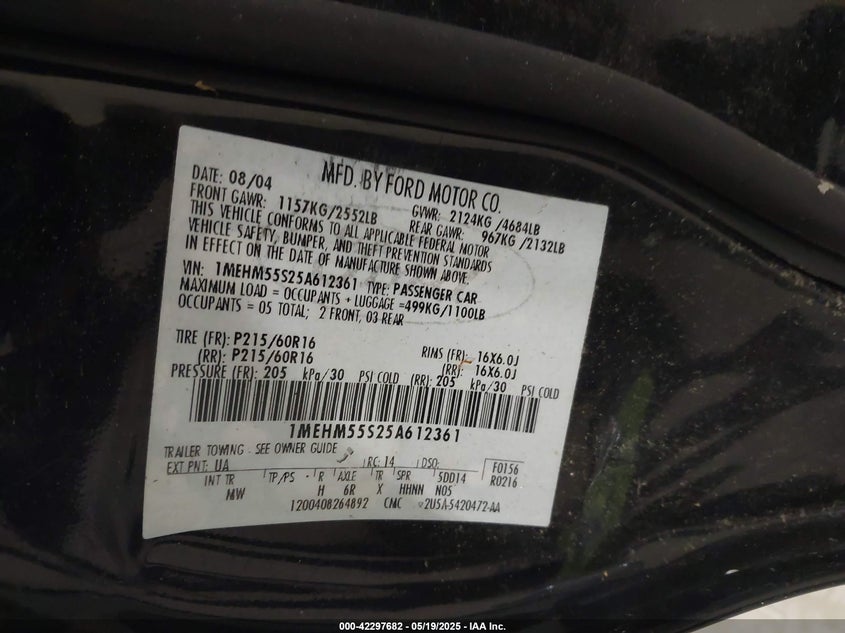 DATE: 08/04 MFD. BY FORD MOTOR CO.
FRONT GAWR: 1157KG/2552LB GVWR: 2124KG /4684LB
REAR GAWR: 967KG /2132LB
THIS VEHICLE CONFORMS TO ALL APPLICABLE FEDERAL MOTOR
VEHICLE SAFETY, BUMPER, AND THEFT PREVENTION STANDARDS
IN EFFECT ON THE DATE OF MANUFACTURE SHOWN ABOVE.
VIN: 1MEHM55S25A612361 TYPE: PASSENGER CAR
MAXIMUM LOAD = OCCUPANTS + LUGGAGE = 499KG/1100LB
OCCUPANTS = 05 TOTAL; 2 FRONT, 03 REAR
TIRE (FR): P215/60R16 RIMS (FR): 16X6.0J
(RR): P215/60R16 (RR): 16X6.0J
PRESSURE (FR): 205 kPa/30 PSI COLD (RR): 205 kPa/30 PSI COLD
1MEHM55S25A612361
TRAILER TOWING - SEE OWNER GUIDE
EXT PNT: UA RC: 14 DSO: F0156
INT TR TP/PS R AXLE TR SPR 5DD14 R0216
MW H 6R X HHNN N05
1200408264892 CMC 2U5A-5420472-AA
000-42297682 / 05/19/2025 - IAA Inc.